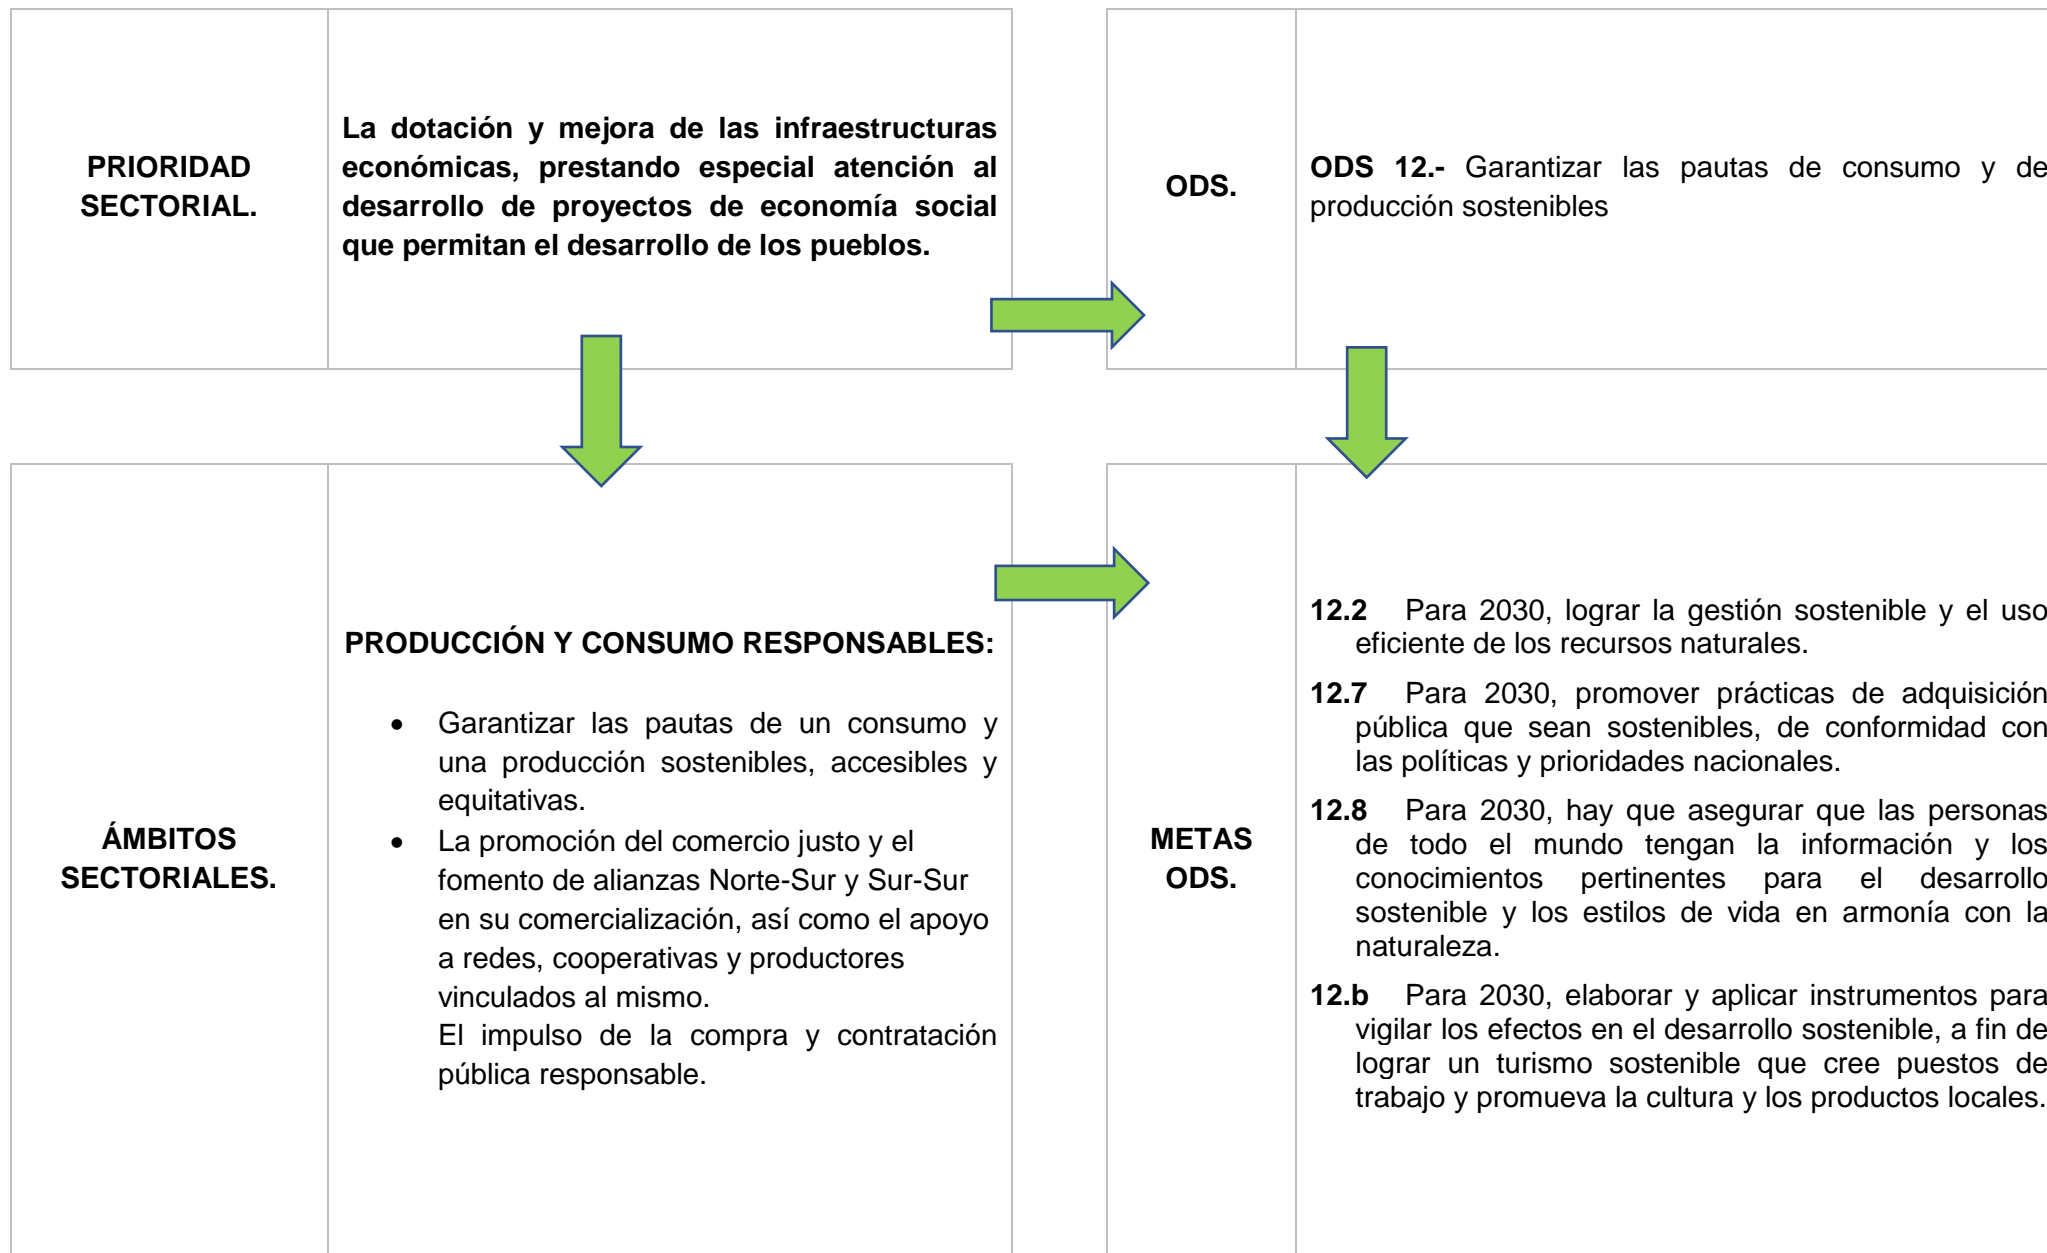 PRIORIDAD
SECTORIAL.
La dotación y mejora de las infraestructuras
económicas, prestando especial atención al
desarrollo de proyectos de economía social
que permitan el desarrollo de los pueblos.
ODS.
ODS 12.- Garantizar las pautas de consumo y de
producción sostenibles
ÁMBITOS
SECTORIALES.
PRODUCCIÓN Y CONSUMO RESPONSABLES:
• Garantizar las pautas de un consumo y
una producción sostenibles, accesibles y
equitativas.
• La promoción del comercio justo y el
fomento de alianzas Norte-Sur y Sur-Sur
en su comercialización, así como el apoyo
a redes, cooperativas y productores
vinculados al mismo.
El impulso de la compra y contratación
pública responsable.
METAS
ODS.
12.2 Para 2030, lograr la gestión sostenible y el uso
eficiente de los recursos naturales.
12.7 Para 2030, promover prácticas de adquisición
pública que sean sostenibles, de conformidad con
las políticas y prioridades nacionales.
12.8 Para 2030, hay que asegurar que las personas
de todo el mundo tengan la información y los
conocimientos pertinentes para el desarrollo
sostenible y los estilos de vida en armonía con la
naturaleza.
12.b Para 2030, elaborar y aplicar instrumentos para
vigilar los efectos en el desarrollo sostenible, a fin de
lograr un turismo sostenible que cree puestos de
trabajo y promueva la cultura y los productos locales.